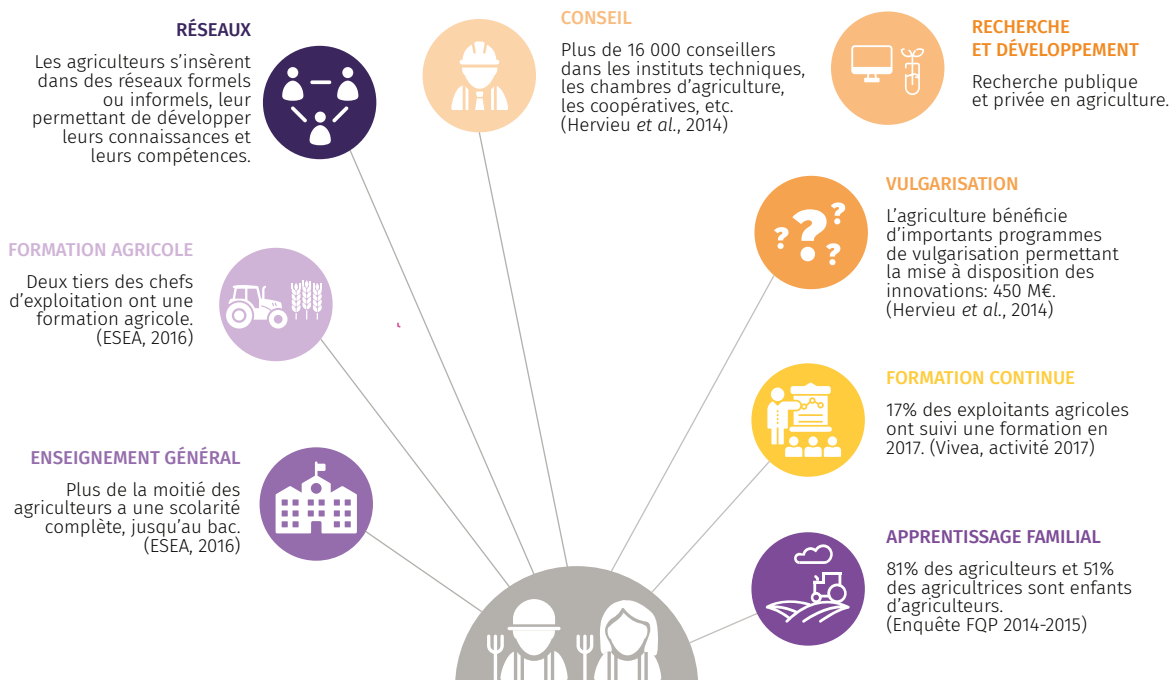 RÉSEAUX
Les agriculteurs s'insèrent
dans des réseaux formels
ou informels, leur
permettant de développer
leurs connaissances et
leurs compétences.
CONSEIL
Plus de 16 000 conseillers
dans les instituts techniques,
les chambres d'agriculture,
les coopératives, etc.
(Hervieu et al., 2014)
RECHERCHE
ET DÉVELOPPEMENT
Recherche publique
et privée en agriculture.
VULGARISATION
L'agriculture bénéficie
d'importants programmes
de vulgarisation permettant
la mise à disposition des
innovations: 450 M€.
(Hervieu et al., 2014)
FORMATION AGRICOLE
Deux tiers des chefs
d'exploitation ont une
formation agricole.
(ESEA, 2016)
FORMATION CONTINUE
17% des exploitants agricoles
ont suivi une formation en
2017. (Vivea, activité 2017)
ENSEIGNEMENT GÉNÉRAL
Plus de la moitié des
agriculteurs a une scolarité
complète, jusqu'au bac.
(ESEA, 2016)
APPRENTISSAGE FAMILIAL
81% des agriculteurs et 51%
des agricultrices sont enfants
d'agriculteurs.
(Enquête FQP 2014-2015)